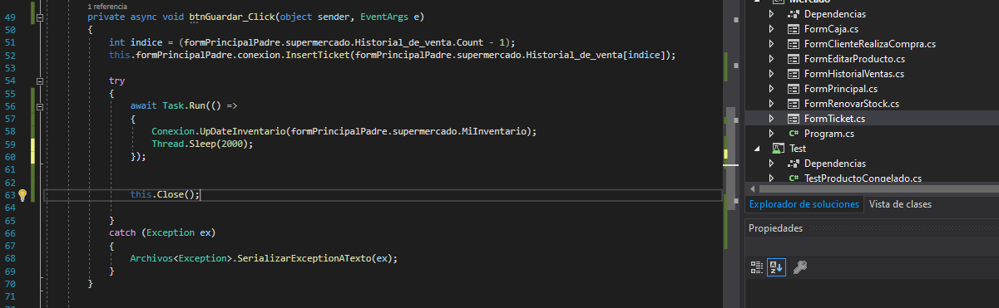 1 referencia
49 private async void btnGuardar_Click(object sender, EventArgs e)
50 {
51 int indice = (formPrincipalPadre.supermercado.Historial_de_venta.Count - 1);
52 this.formPrincipalPadre.conexion.InsertTicket(formPrincipalPadre.supermercado.Historial_de_venta[indice]);
53
54 try
55 {
56 await Task.Run(() =>
57 {
58 Conexion.UpDateInventario(formPrincipalPadre.supermercado.MiInventario);
59 Thread.Sleep(2000);
60 });
61
62
63 this.Close();
64
65 }
66 catch (Exception ex)
67 {
68 Archivos<Exception>.SerializarExceptionATexto(ex);
69 }
70 }
71
Mercado
Dependencias
FormCaja.cs
FormClienteRealizaCompra.cs
FormEditarProducto.cs
FormHistorialVentas.cs
FormPrincipal.cs
FormRenovarStock.cs
FormTicket.cs
C# Program.cs
Test
Dependencias
C# TestProductoCongelado.cs
Explorador de soluciones Vista de clases
Propiedades